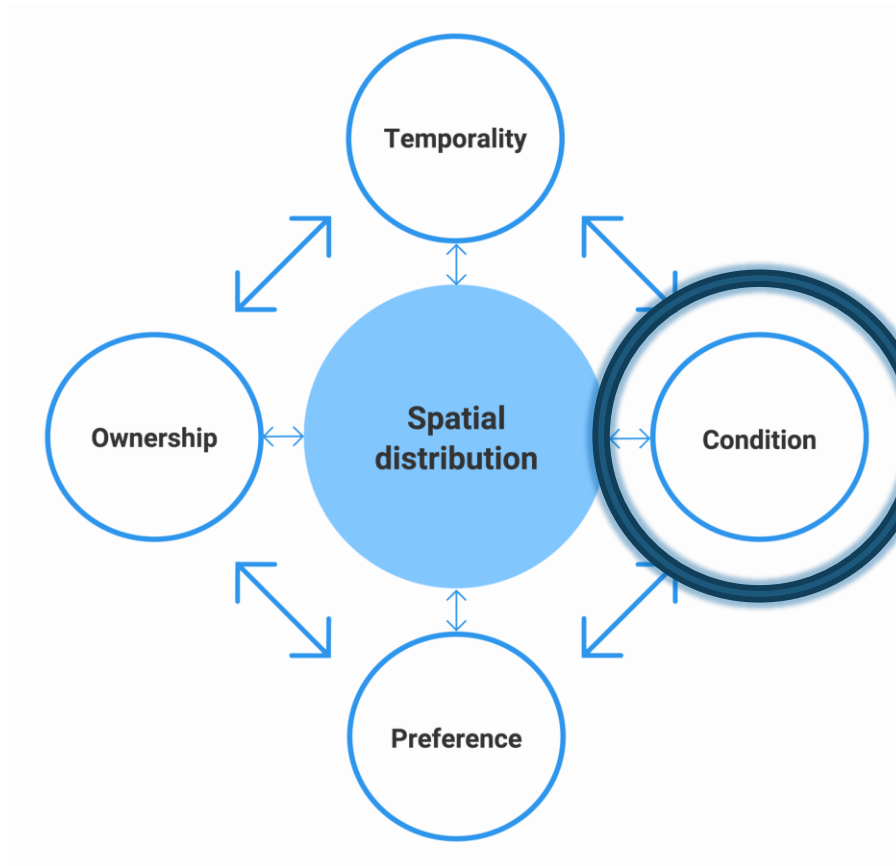 Temporality
Ownership
Spatial
distribution
Condition
Preference